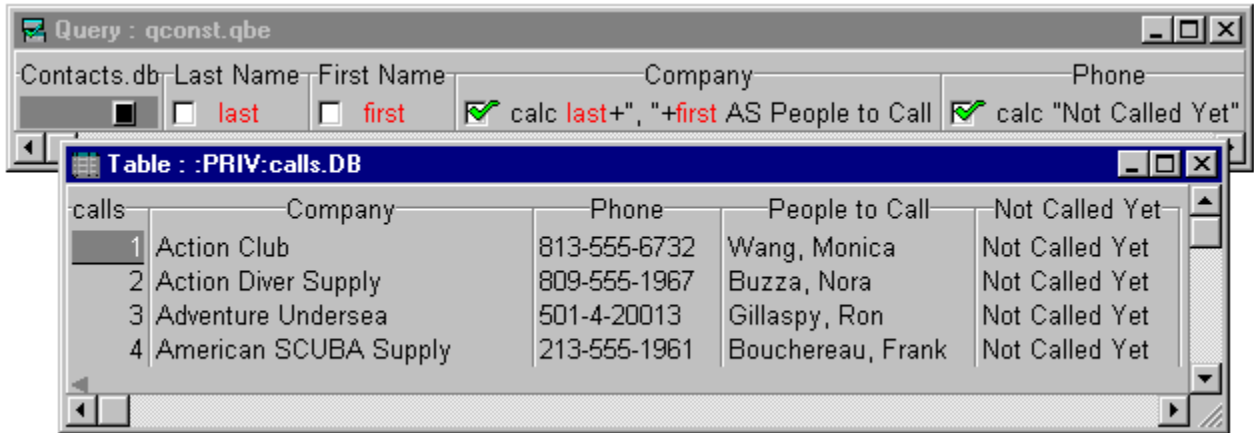 Query : qconst.qbe
Contacts.db Last Name First Name Company Phone
last first calc last+", "+first AS People to Call calc "Not Called Yet"
Table : :PRIV:calls.DB
calls Company Phone People to Call Not Called Yet
1 Action Club 813-555-6732 Wang, Monica Not Called Yet
2 Action Diver Supply 809-555-1967 Buzza, Nora Not Called Yet
3 Adventure Undersea 501-4-20013 Gillaspy, Ron Not Called Yet
4 American SCUBA Supply 213-555-1961 Bouchereau, Frank Not Called Yet